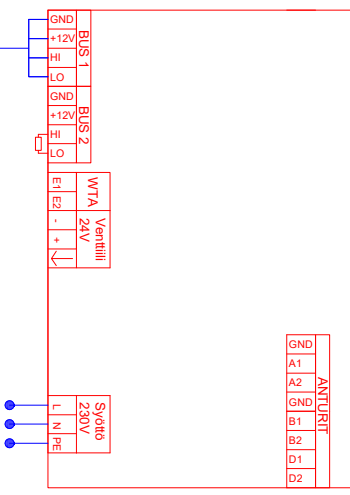 GND
+12V
HI
LO
BUS 1
GND
+12V
HI
LO
BUS 2
E1
E2
WTA
-
+
Venttiili
24V
L
N
PE
Syöttö
230V
GND
A1
A2
GND
B1
B2
D1
D2
ANTURIT